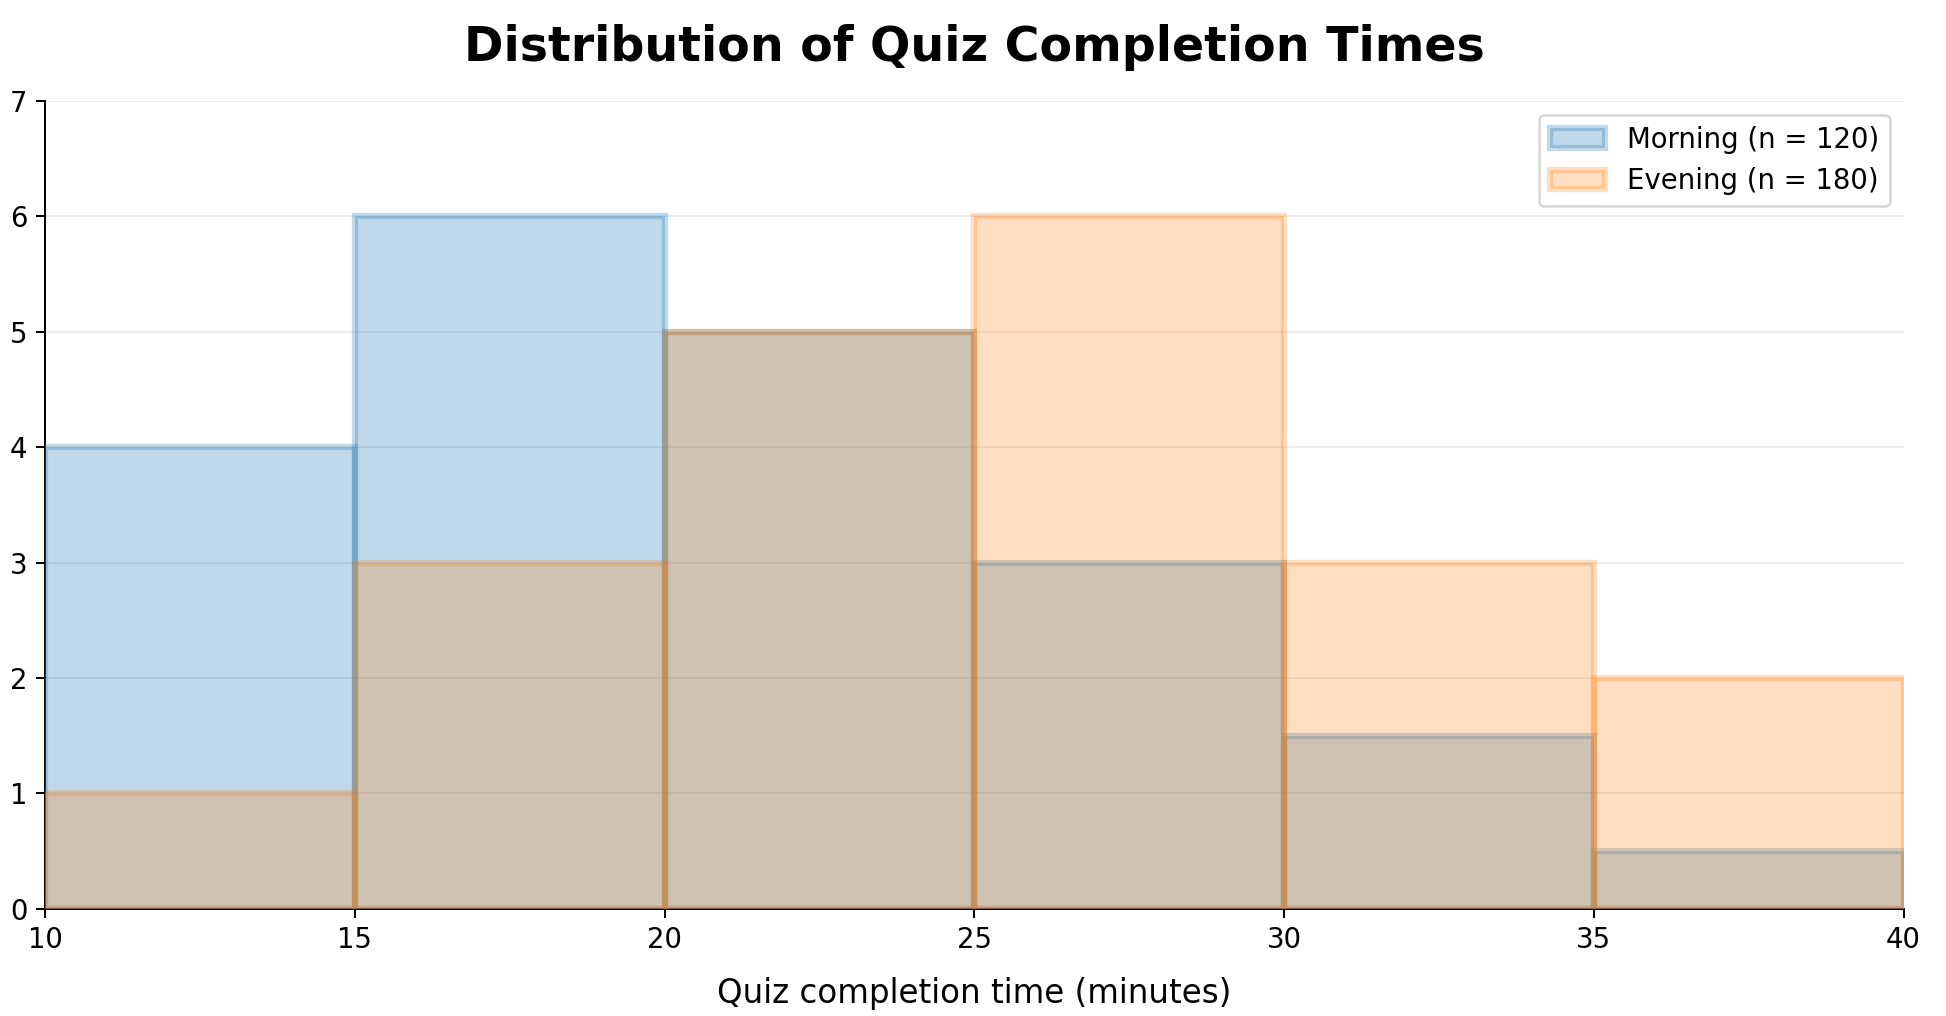 Distribution of Quiz Completion Times
7
6
5
4
3
2
1
0
Morning (n = 120)
Evening (n = 180)
10 15 20 25 30 35 40
Quiz completion time (minutes)